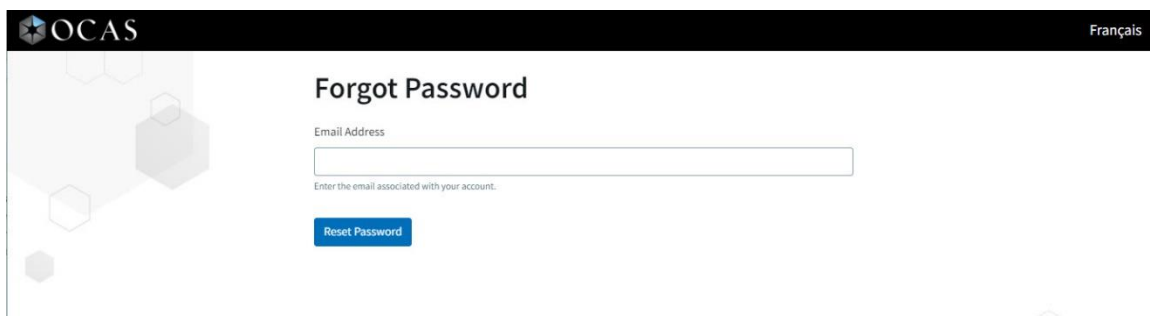 OCAS
Français
Forgot Password
Email Address
Enter the email associated with your account.
Reset Password